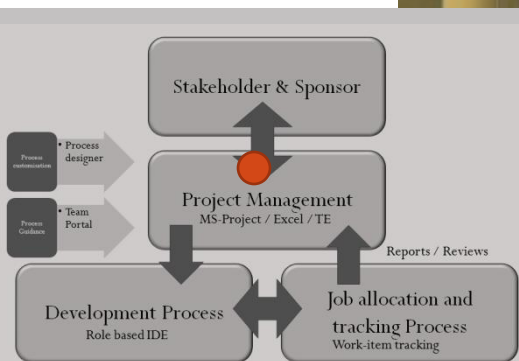 Stakeholder & Sponsor
Process
customization
• Process
designer
Project Management
MS-Project / Excel / TE
Process
Guidance
• Team
Portal
Reports / Reviews
Development Process
Role based IDE
Job allocation and
tracking Process
Work-item tracking